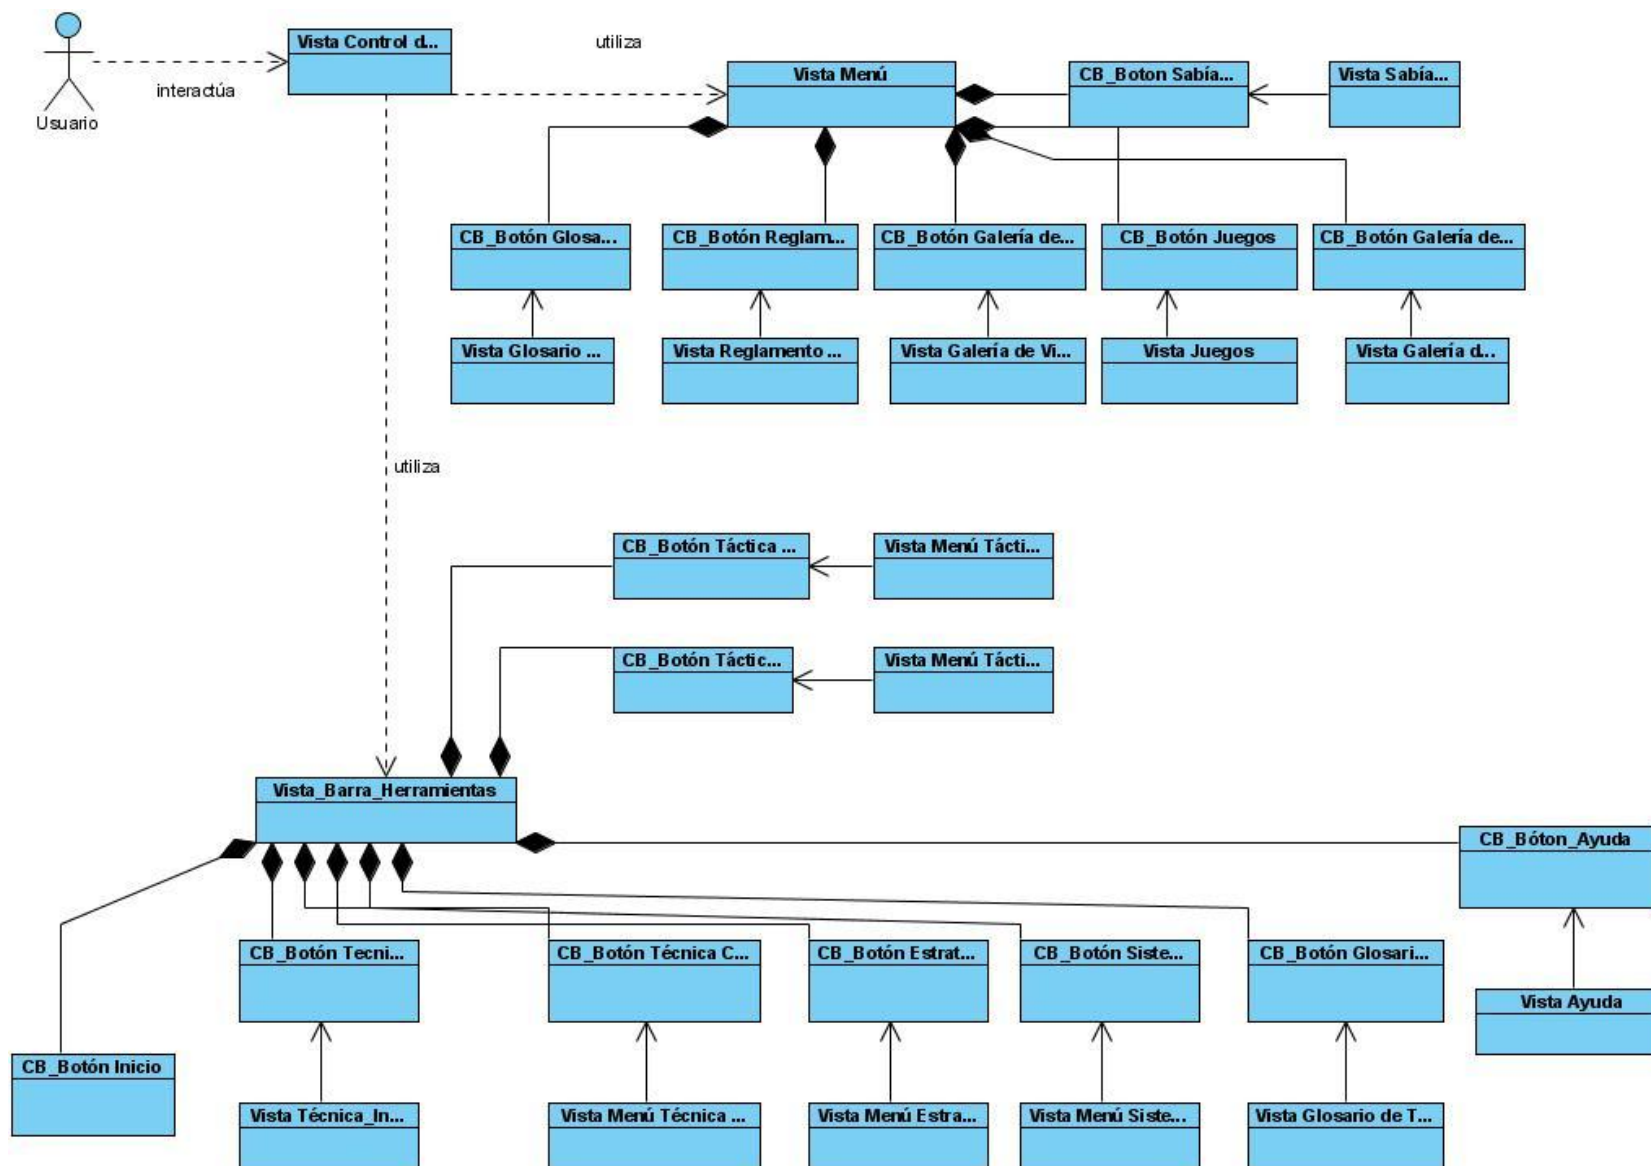 Vista Control d...
utiliza
Vista Menú
CB_Boton Sabía...
Vista Sabía...
interactúa
Usuario
CB_Botón Glosa...
CB_Botón Reglam...
CB_Botón Galería de...
CB_Botón Juegos
CB_Botón Galería de...
Vista Glosario ...
Vista Reglamento ...
Vista Galería de Vi...
Vista Juegos
Vista Galería d...
utiliza
CB_Botón Táctica ...
Vista Menú Tácti...
CB_Botón Táctic...
Vista Menú Tácti...
Vista_Barra_Herramientas
CB_Bóton_Ayuda
CB_Botón Tecni...
CB_Botón Técnica C...
CB_Botón Estrat...
CB_Botón Siste...
CB_Botón Glosari...
Vista Ayuda
CB_Botón Inicio
Vista Técnica_In...
Vista Menú Técnica ...
Vista Menú Estra...
Vista Menú Siste...
Vista Glosario de T...